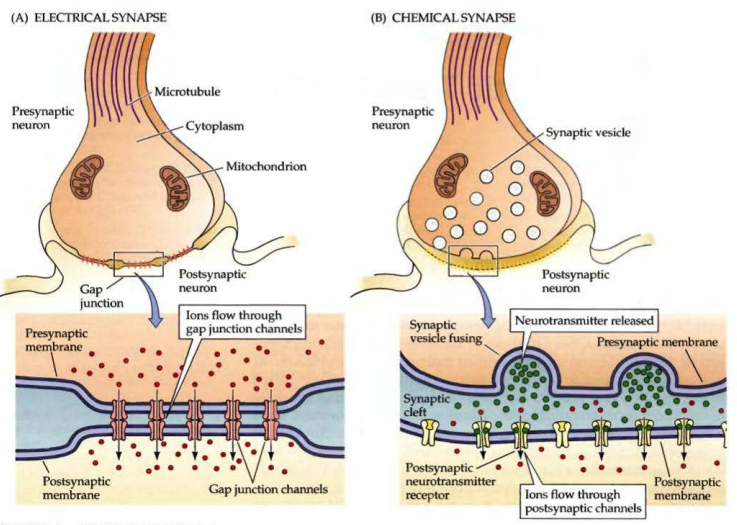 (A) ELECTRICAL SYNAPSE
Microtubule
Presynaptic
neuron
Cytoplasm
Mitochondrion
Postsynaptic
neuron
Gap
junction
Ions flow through
gap junction channels
Presynaptic
membrane
Postsynaptic
membrane
Gap junction channels
(B) CHEMICAL SYNAPSE
Presynaptic
neuron
Synaptic vesicle
Postsynaptic
neuron
Synaptic
vesicle fusing
Neurotransmitter released
Presynaptic membrane
Synaptic
cleft
Postsynaptic
neurotransmitter
receptor
Ions flow through
postsynaptic channels
Postsynaptic
membrane